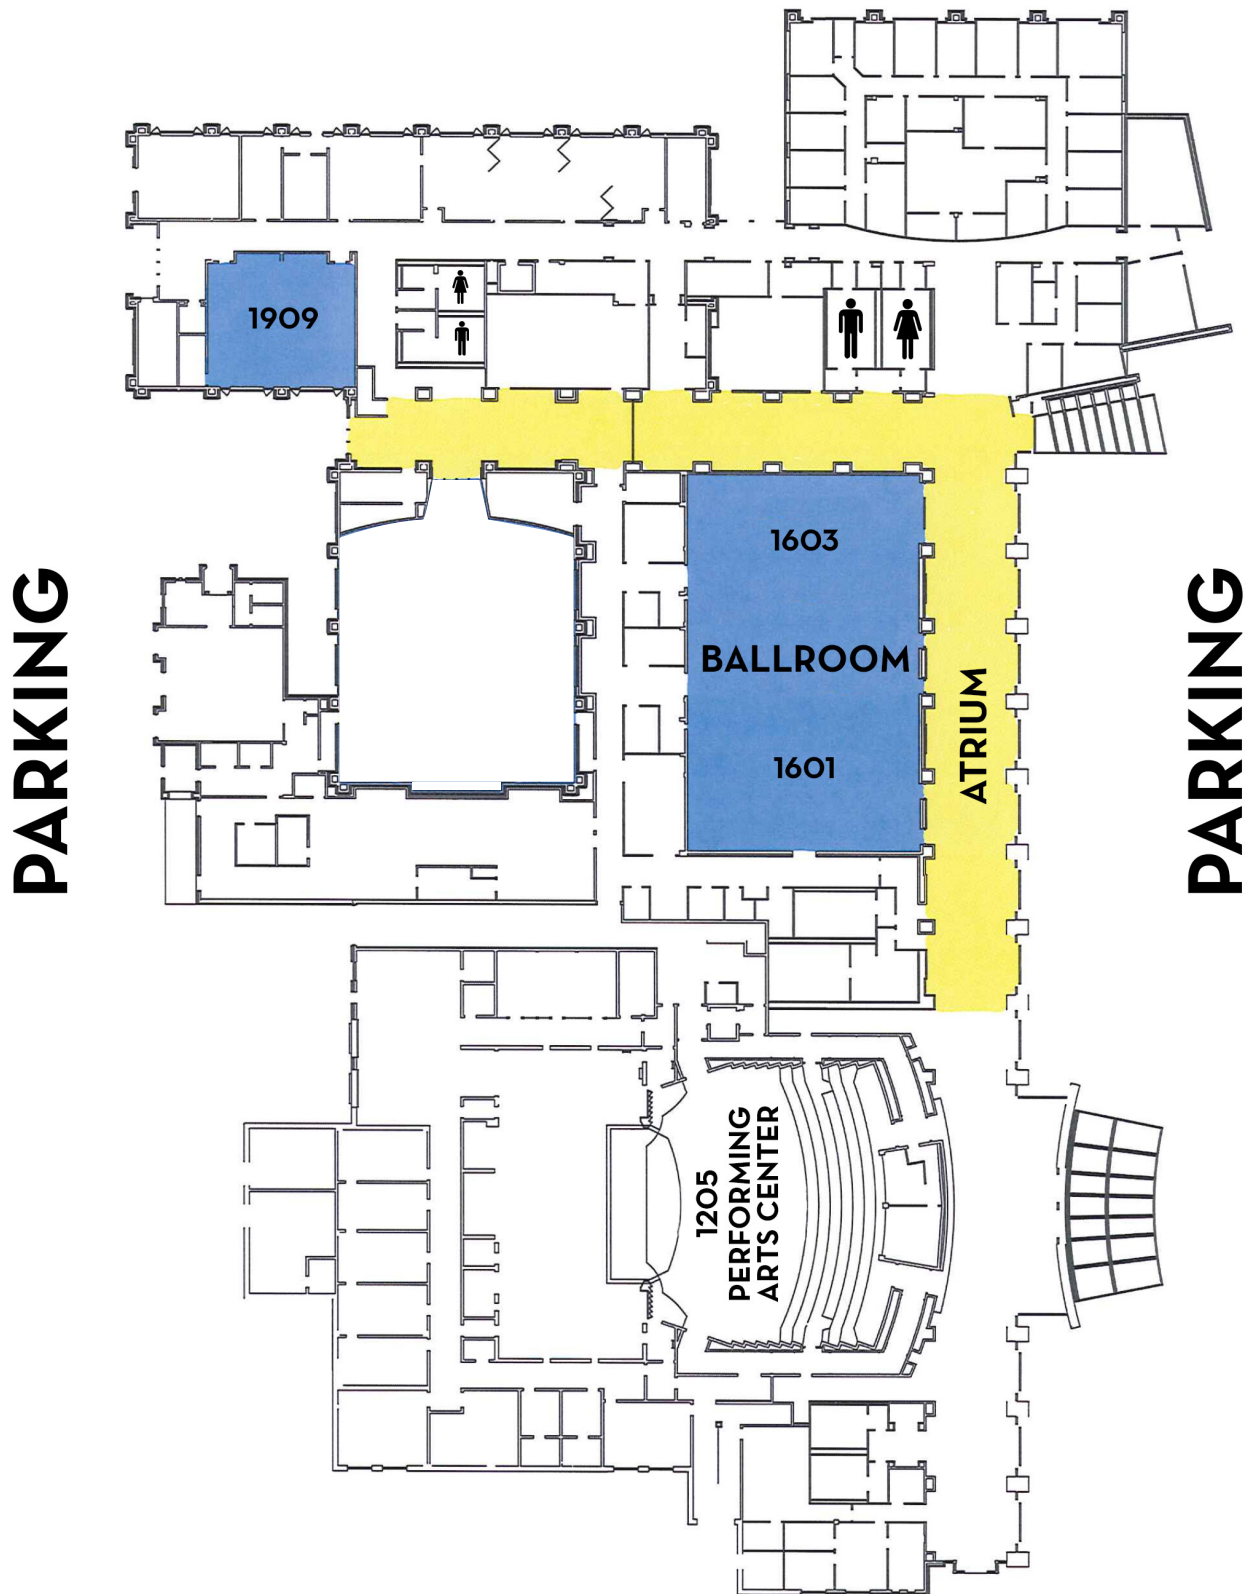 1909
1603
BALLROOM
1601
ATRIUM
PARKING
PARKING
1205
PERFORMING
ARTS CENTER